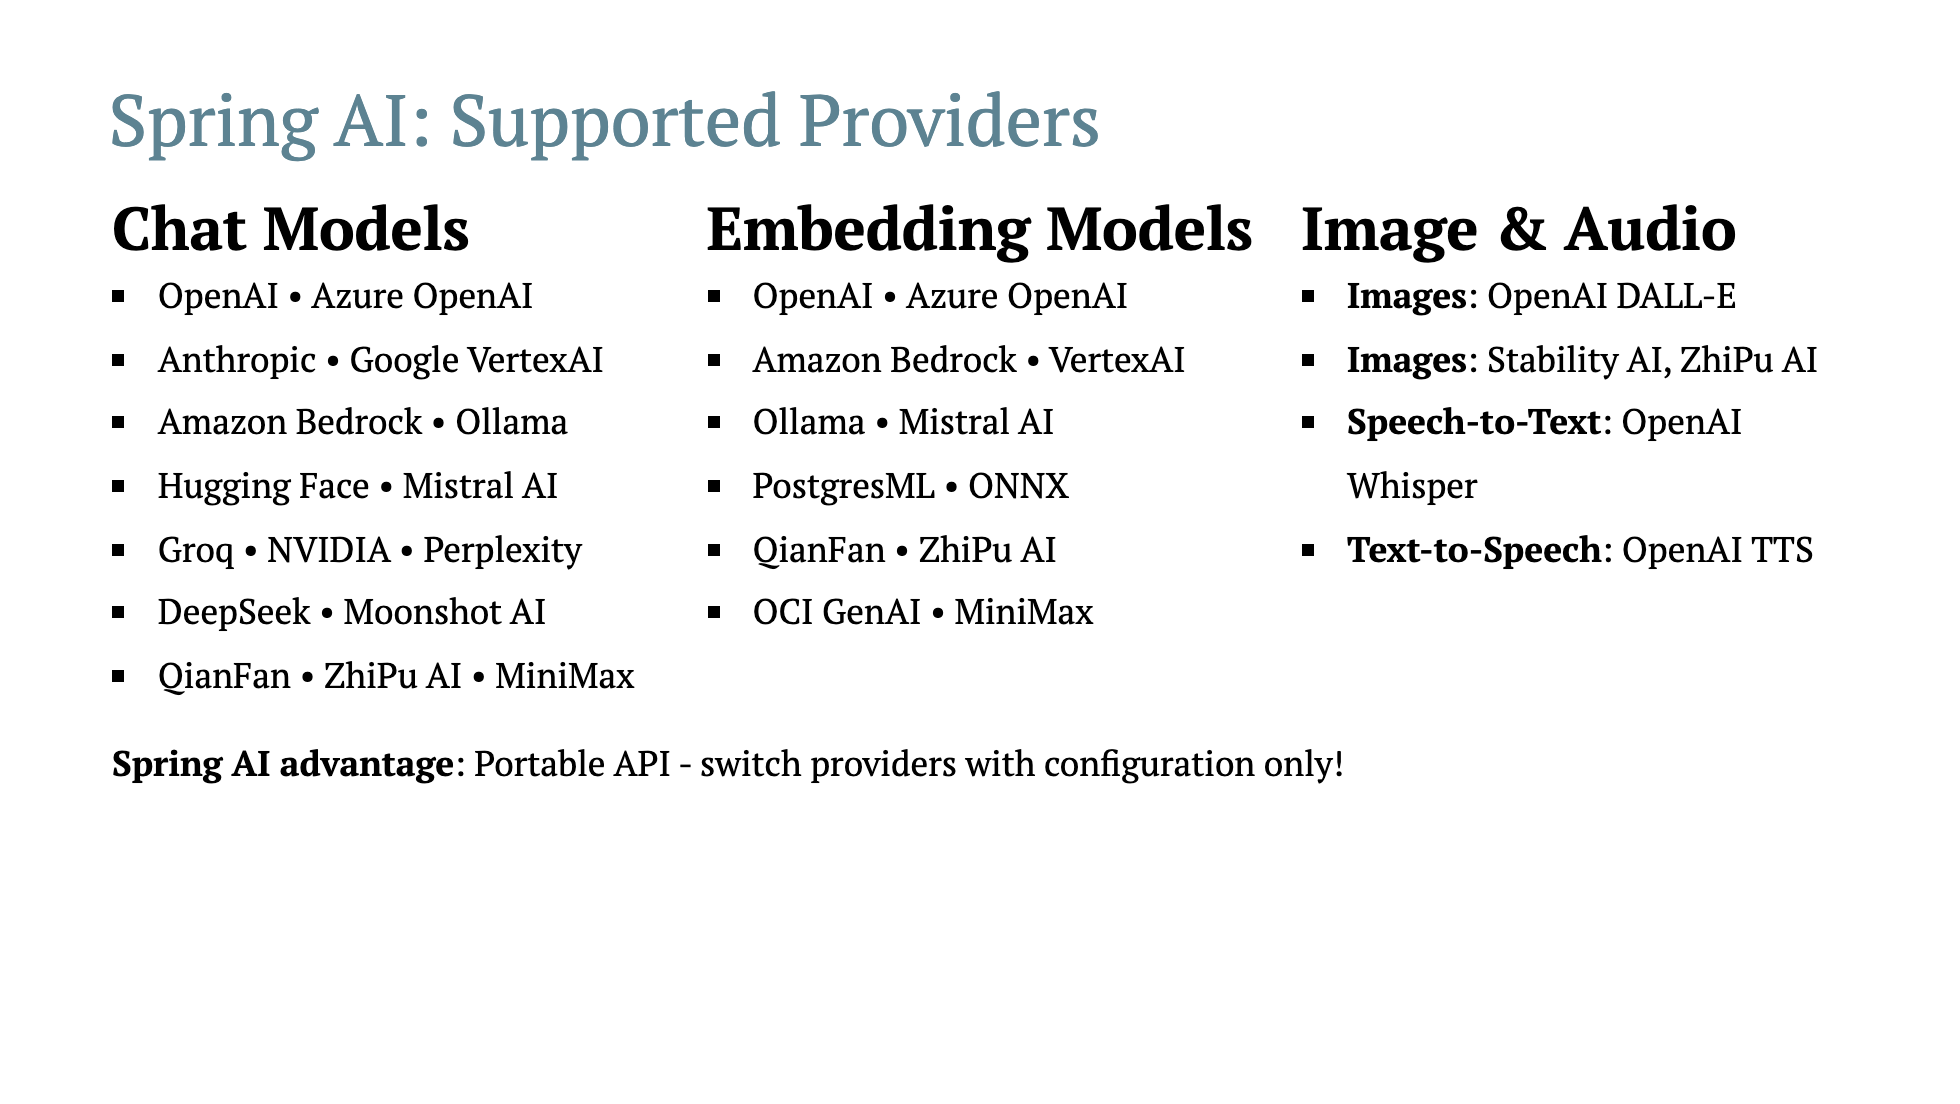 Spring AI: Supported Providers
Chat Models
▪ OpenAI • Azure OpenAI
▪ Anthropic • Google VertexAI
▪ Amazon Bedrock • Ollama
▪ Hugging Face • Mistral AI
▪ Groq • NVIDIA • Perplexity
▪ DeepSeek • Moonshot AI
▪ QianFan • ZhiPu AI • MiniMax
Embedding Models
▪ OpenAI • Azure OpenAI
▪ Amazon Bedrock • VertexAI
▪ Ollama • Mistral AI
▪ PostgresML • ONNX
▪ QianFan • ZhiPu AI
▪ OCI GenAI • MiniMax
Image & Audio
▪ Images: OpenAI DALL-E
▪ Images: Stability AI, ZhiPu AI
▪ Speech-to-Text: OpenAI
Whisper
▪ Text-to-Speech: OpenAI TTS
Spring AI advantage: Portable API - switch providers with configuration only!